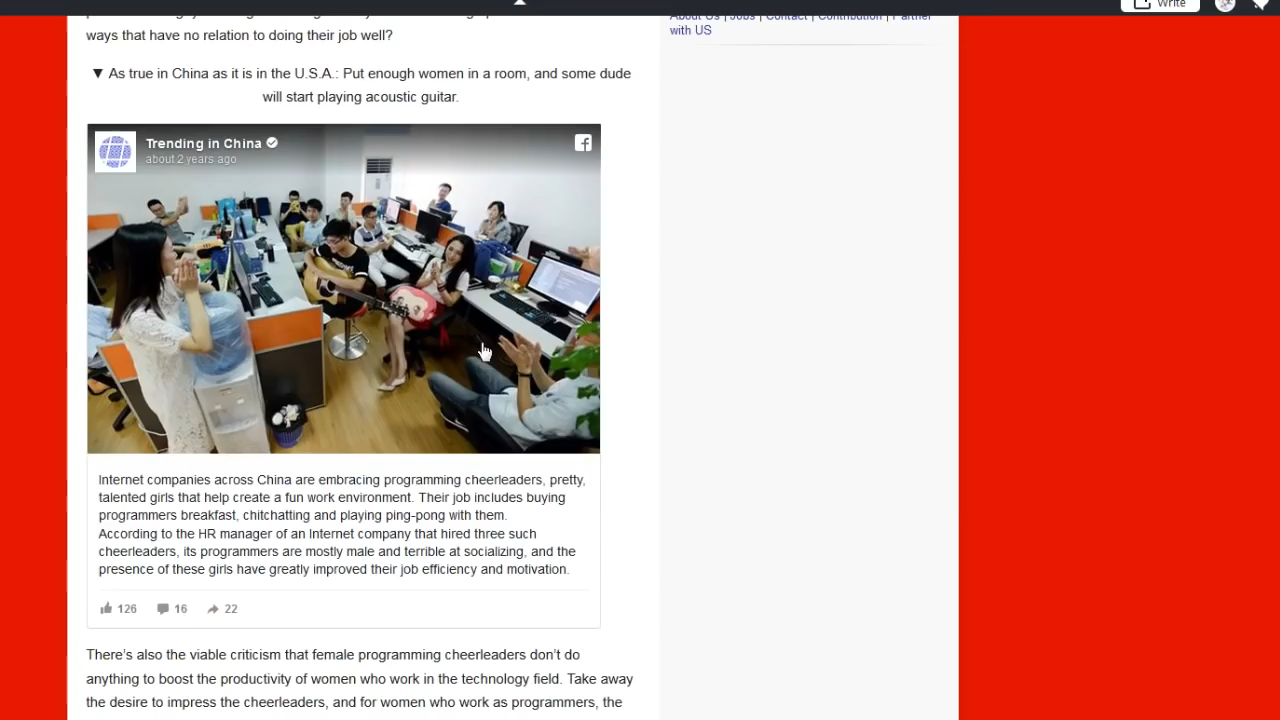 Write
ways that have no relation to doing their job well?
▼ As true in China as it is in the U.S.A.: Put enough women in a room, and some dude
will start playing acoustic guitar.
Trending in China
about 2 years ago
Internet companies across China are embracing programming cheerleaders, pretty,
talented girls that help create a fun work environment. Their job includes buying
programmers breakfast, chitchatting and playing ping-pong with them.
According to the HR manager of an Internet company that hired three such
cheerleaders, its programmers are mostly male and terrible at socializing, and the
presence of these girls have greatly improved their job efficiency and motivation.
126 16 22
There's also the viable criticism that female programming cheerleaders don't do
anything to boost the productivity of women who work in the technology field. Take away
the desire to impress the cheerleaders, and for women who work as programmers, the
About Us | Jobs | Contact | Contribution | Partner
with US